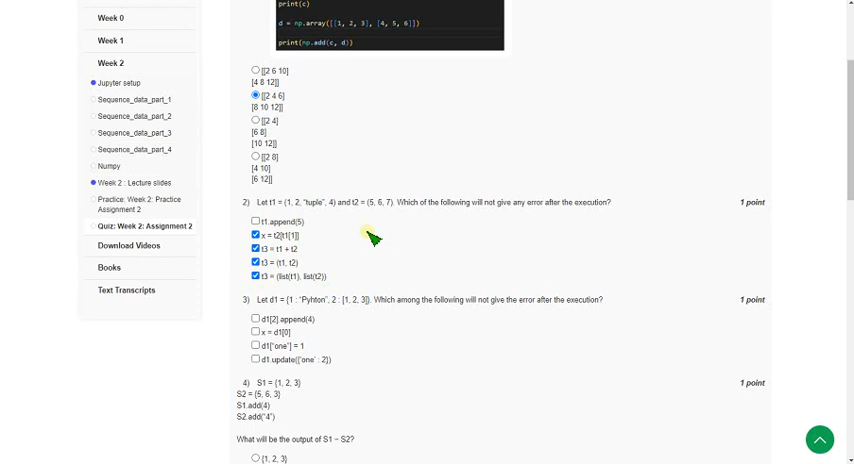 Week 0
Week 1
Week 2
Jupyter setup
Sequence_data_part_1
Sequence_data_part_2
Sequence_data_part_3
Sequence_data_part_4
Numpy
Week 2 : Lecture slides
Practice: Week 2: Practice
Assignment 2
Quiz: Week 2: Assignment 2
Download Videos
Books
Text Transcripts
print(c)
d = np.array([[1, 2, 3], [4, 5, 6]])
print(np.add(c, d))
[[2 6 10]
[4 8 12]]
[[2 4 6]
[8 10 12]]
[[2 4]
[6 8]
[10 12]]
[[2 8]
[4 10]
[6 12]]
2) Let t1 = (1, 2, "tuple", 4) and t2 = (5, 6, 7). Which of the following will not give any error after the execution? 1 point
t1.append(5)
x = t2[t1[1]]
t3 = t1 + t2
t3 = (t1, t2)
t3 = (list(t1), list(t2))
3) Let d1 = {1 : "Pyhton", 2 : [1, 2, 3]}. Which among the following will not give the error after the execution? 1 point
d1[2].append(4)
x = d1[0]
d1["one"] = 1
d1.update({'one' : 2})
4) S1 = {1, 2, 3} 1 point
S2 = {5, 6, 3}
S1.add(4)
S2.add("4")
What will be the output of S1 − S2?
{1, 2, 3}